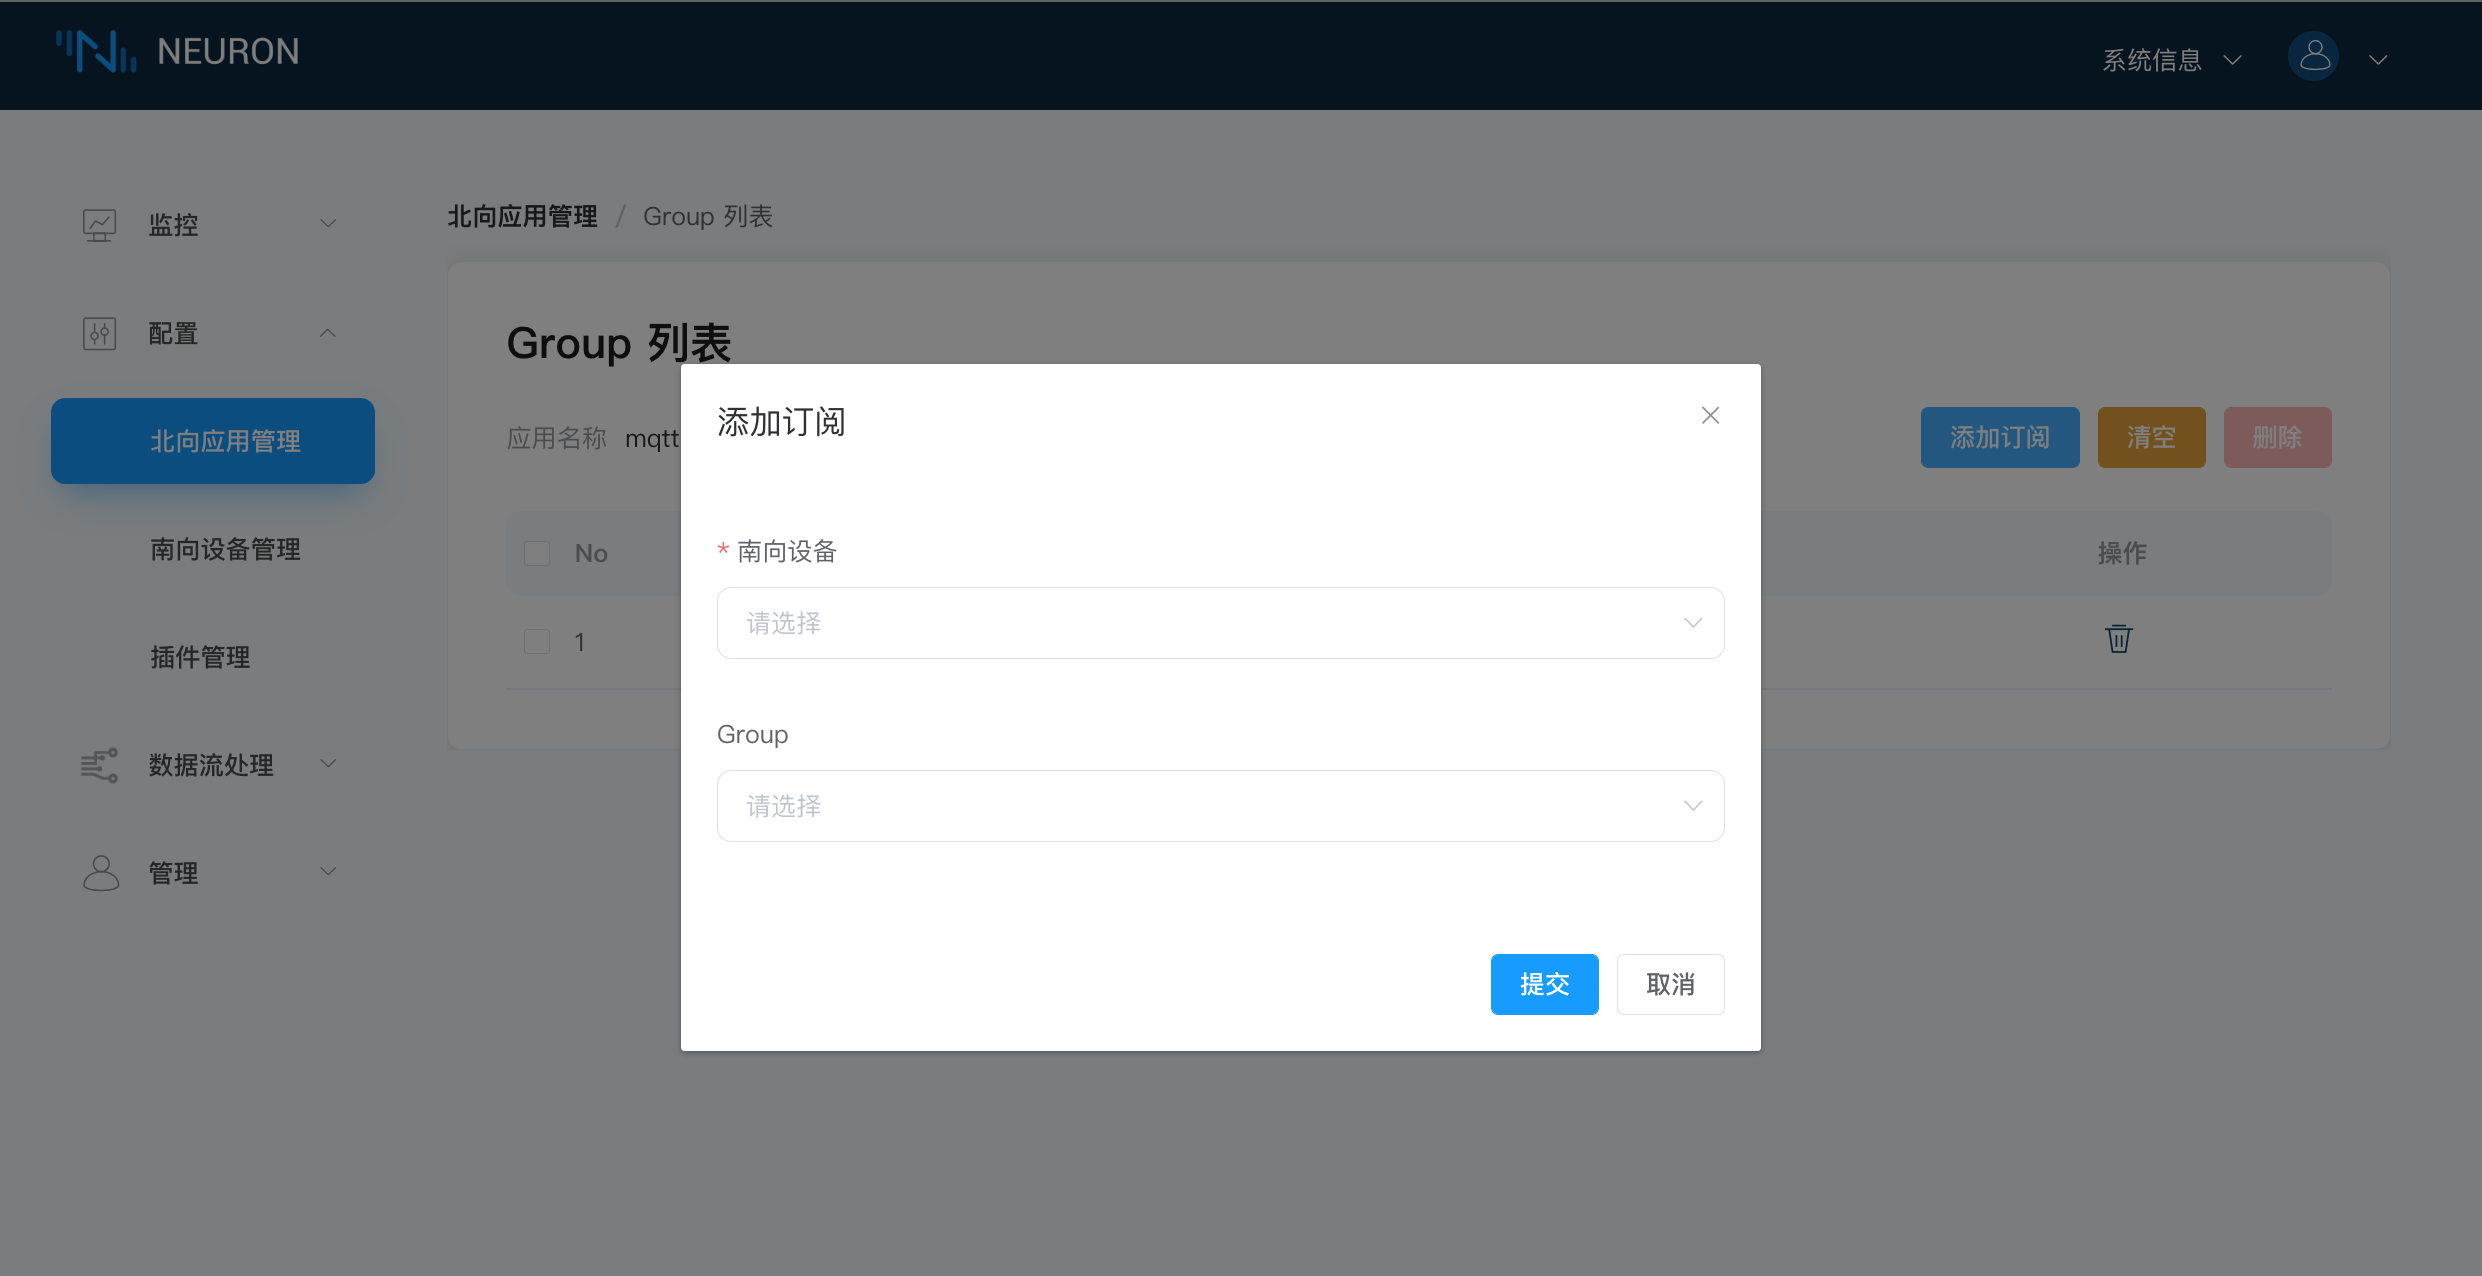 NEURON
系统信息
监控
配置
北向应用管理
南向设备管理
插件管理
数据流处理
管理
北向应用管理 / Group 列表
Group 列表
应用名称 mqtt
添加订阅 清空 删除
No 操作
1
添加订阅
* 南向设备
请选择
Group
请选择
提交 取消